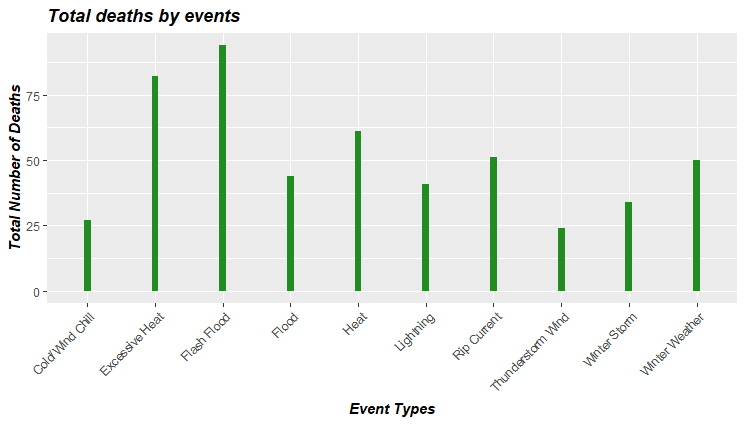 Total deaths by events
Total Number of Deaths
75
50
25
0
Cold/Wind Chill
Excessive Heat
Flash Flood
Flood
Heat
Lightning
Rip Current
Thunderstorm Wind
Winter Storm
Winter Weather
Event Types